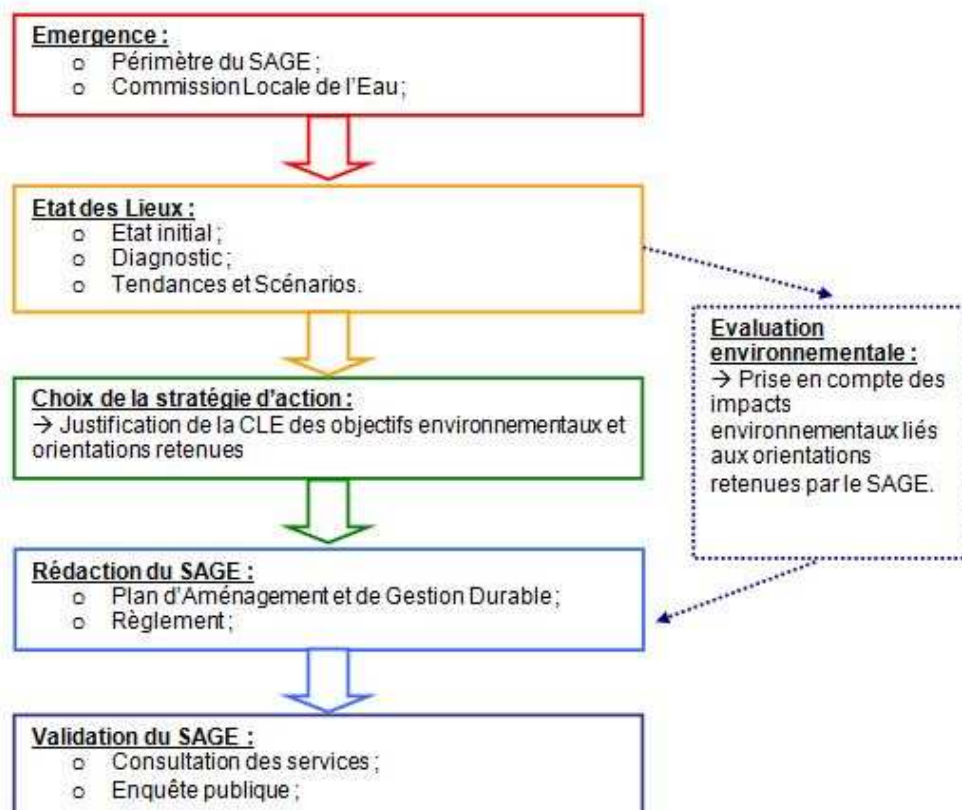 Emergence :
o Périmètre du SAGE ;
o Commission Locale de l'Eau ;
Etat des Lieux :
o Etat initial ;
o Diagnostic ;
o Tendances et Scénarios.
Evaluation
environnementale :
→ Prise en compte des
impacts
environnementaux liés
aux orientations
retenues par le SAGE.
Choix de la stratégie d'action :
→ Justification de la CLE des objectifs environnementaux et
orientations retenues
Rédaction du SAGE :
o Plan d'Aménagement et de Gestion Durable ;
o Règlement ;
Validation du SAGE :
o Consultation des services ;
o Enquête publique ;